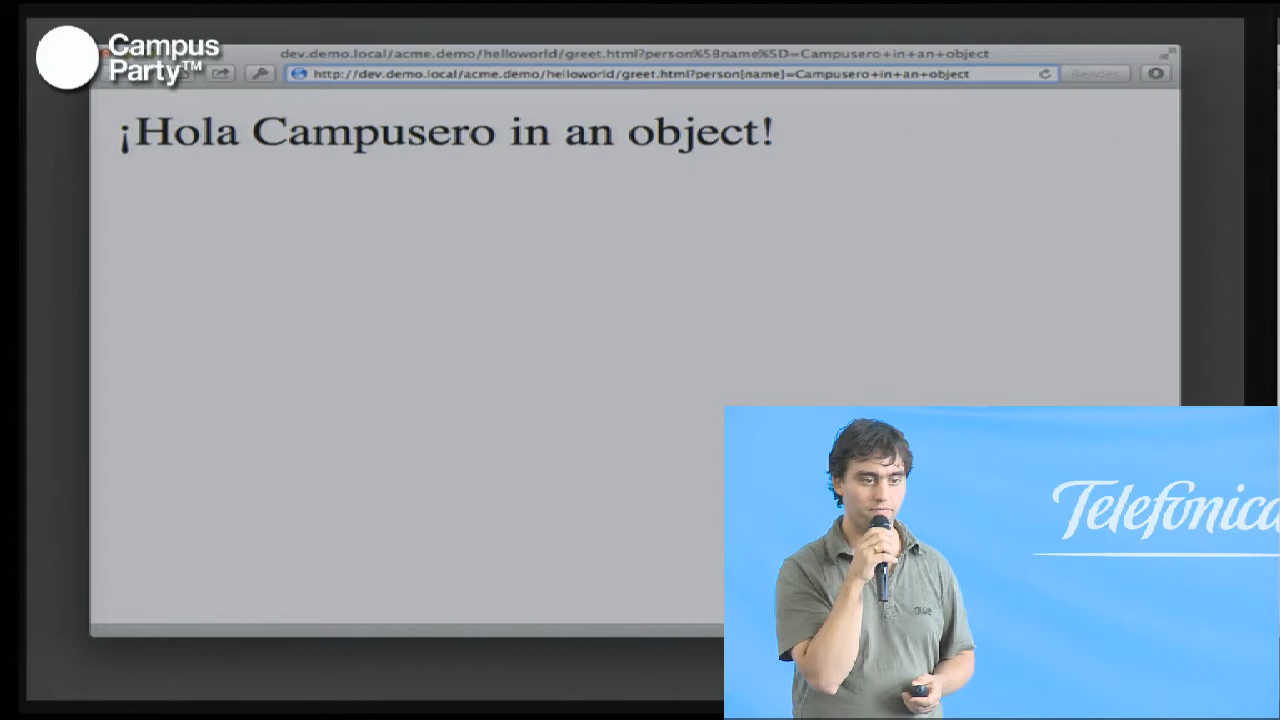 Campus
Party™
dev.demo.local/acme.demo/helloworld/greet.html?person%5Bname%5D=Campusero+in+an+object
http://dev.demo.local/acme.demo/helloworld/greet.html?person[name]=Campusero+in+an+object
Reader
¡Hola Campusero in an object!
Telefónica